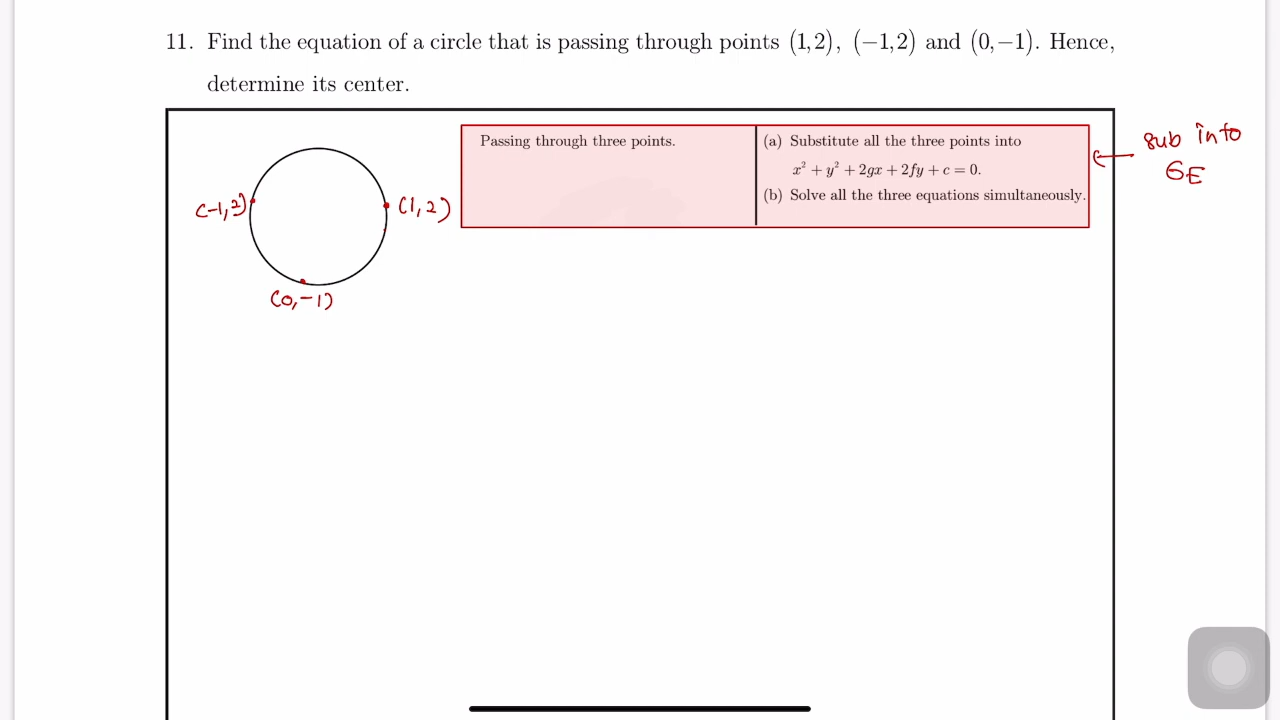 11. Find the equation of a circle that is passing through points (1,2), (−1,2) and (0,−1). Hence,
determine its center.
Passing through three points.
(a) Substitute all the three points into
x² + y² + 2gx + 2fy + c = 0.
(b) Solve all the three equations simultaneously.
sub into
GE
(-1,2)
(1,2)
(0,-1)